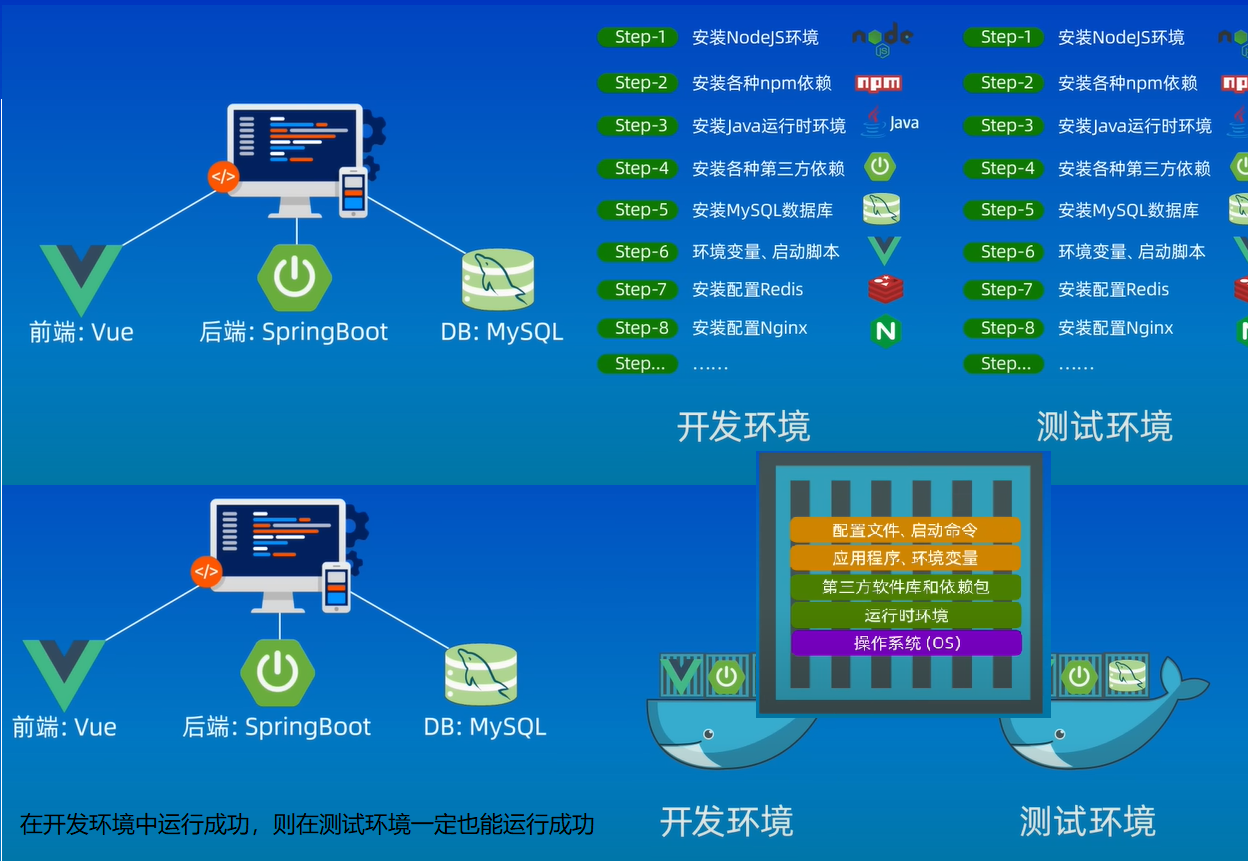 </>
前端: Vue
后端: SpringBoot
DB: MySQL
Step-1 安装NodeJS环境 node JS
Step-2 安装各种npm依赖 npm
Step-3 安装Java运行时环境 Java
Step-4 安装各种第三方依赖
Step-5 安装MySQL数据库
Step-6 环境变量、启动脚本
Step-7 安装配置Redis
Step-8 安装配置Nginx N
Step... ……
开发环境
Step-1 安装NodeJS环境
Step-2 安装各种npm依赖
Step-3 安装Java运行时环境
Step-4 安装各种第三方依赖
Step-5 安装MySQL数据库
Step-6 环境变量、启动脚本
Step-7 安装配置Redis
Step-8 安装配置Nginx
Step... ……
测试环境
</>
前端: Vue
后端: SpringBoot
DB: MySQL
在开发环境中运行成功，则在测试环境一定也能运行成功
配置文件、启动命令
应用程序、环境变量
第三方软件库和依赖包
运行时环境
操作系统(OS)
开发环境
测试环境